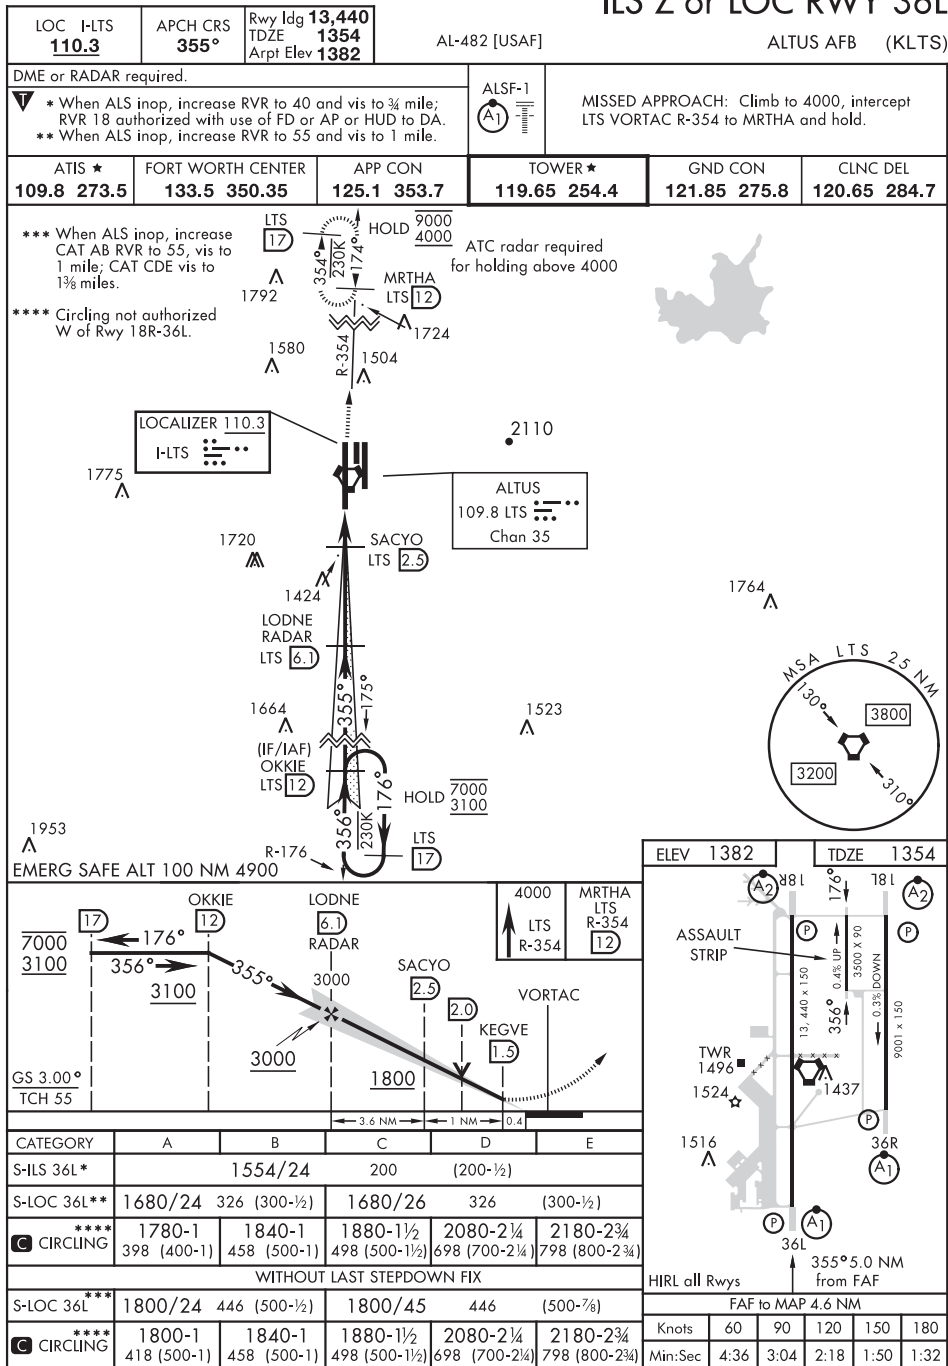 ILS Z or LOC RWY 36L
LOC I-LTS
110.3
APCH CRS
355°
Rwy ldg 13,440
TDZE 1354
Arpt Elev 1382
AL-482 [USAF]
ALTUS AFB (KLTS)
DME or RADAR required.
T
* When ALS inop, increase RVR to 40 and vis to ¾ mile;
RVR 18 authorized with use of FD or AP or HUD to DA.
** When ALS inop, increase RVR to 55 and vis to 1 mile.
ALSF-1
A1
MISSED APPROACH: Climb to 4000, intercept
LTS VORTAC R-354 to MRTHA and hold.
ATIS ★
109.8 273.5
FORT WORTH CENTER
133.5 350.35
APP CON
125.1 353.7
TOWER ★
119.65 254.4
GND CON
121.85 275.8
CLNC DEL
120.65 284.7
*** When ALS inop, increase
CAT AB RVR to 55, vis to
1 mile; CAT CDE vis to
1⅜ miles.
**** Circling not authorized
W of Rwy 18R-36L.
LTS
17
HOLD 9000
4000
354°
230K
174°
ATC radar required
for holding above 4000
MRTHA
LTS 12
1792
1724
1580
R-354
1504
LOCALIZER 110.3
I-LTS
2110
1775
ALTUS
109.8 LTS
Chan 35
1720
SACYO
LTS 2.5
1424
1764
LODNE
RADAR
LTS 6.1
355°
175°
1664
1523
MSA LTS 25 NM
130°
3800
3200
310°
(IF/IAF)
OKKIE
LTS 12
176°
HOLD 7000
3100
356°
230K
LTS
17
R-176
1953
EMERG SAFE ALT 100 NM 4900
17
OKKIE
12
LODNE
6.1
RADAR
7000
3100
176°
356°
3100
355°
3000
3000
SACYO
2.5
2.0
KEGVE
1.5
VORTAC
1800
4000
LTS
R-354
MRTHA
LTS
R-354
12
GS 3.00°
TCH 55
3.6 NM
1 NM
0.4
ELEV 1382
TDZE 1354
A2
18R
176°
18L
A2
P
P
ASSAULT
STRIP
13,440 x 150
0.4% UP
3500 X 90
356°
0.3% DOWN
9001 x 150
TWR
1496
1524
1437
1516
P
36R
A1
P
A1
36L
355° 5.0 NM
from FAF
HIRL all Rwys
FAF to MAP 4.6 NM
Knots 60 90 120 150 180
Min:Sec 4:36 3:04 2:18 1:50 1:32
CATEGORY A B C D E
S-ILS 36L* 1554/24 200 (200-½)
S-LOC 36L** 1680/24 326 (300-½) 1680/26 326 (300-½)
C CIRCLING **** 1780-1 1840-1 1880-1½ 2080-2¼ 2180-2¾
398 (400-1) 458 (500-1) 498 (500-1½) 698 (700-2¼) 798 (800-2¾)
WITHOUT LAST STEPDOWN FIX
S-LOC 36L*** 1800/24 446 (500-½) 1800/45 446 (500-⅞)
C CIRCLING **** 1800-1 1840-1 1880-1½ 2080-2¼ 2180-2¾
418 (500-1) 458 (500-1) 498 (500-1½) 698 (700-2¼) 798 (800-2¾)